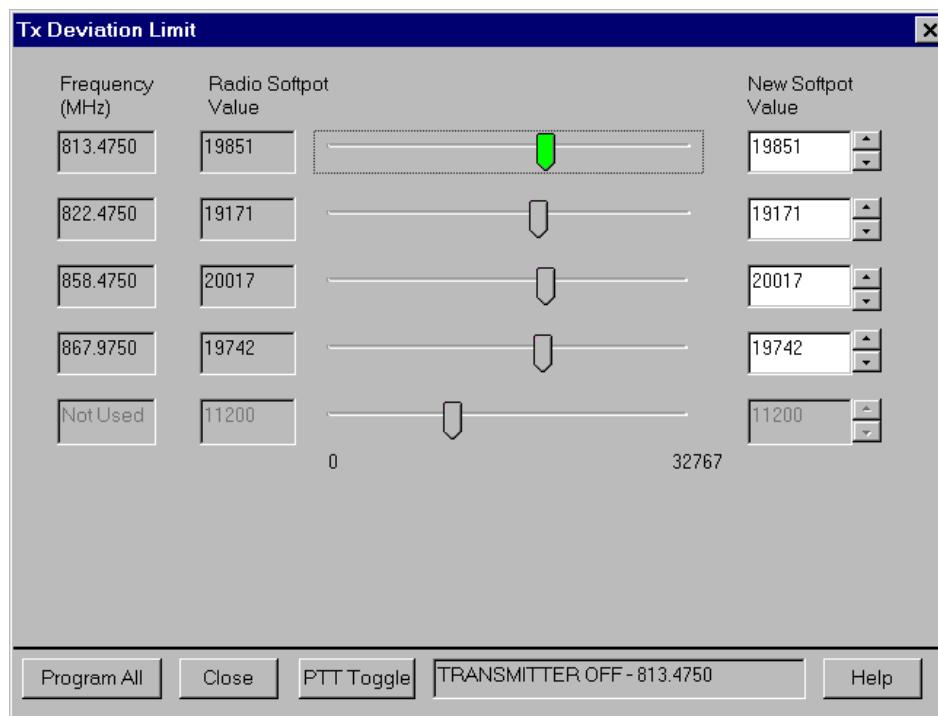 Tx Deviation Limit
Frequency (MHz)
Radio Softpot Value
New Softpot Value
813.4750 19851 19851
822.4750 19171 19171
858.4750 20017 20017
867.9750 19742 19742
Not Used 11200 11200
0 32767
Program All Close PTT Toggle TRANSMITTER OFF - 813.4750 Help